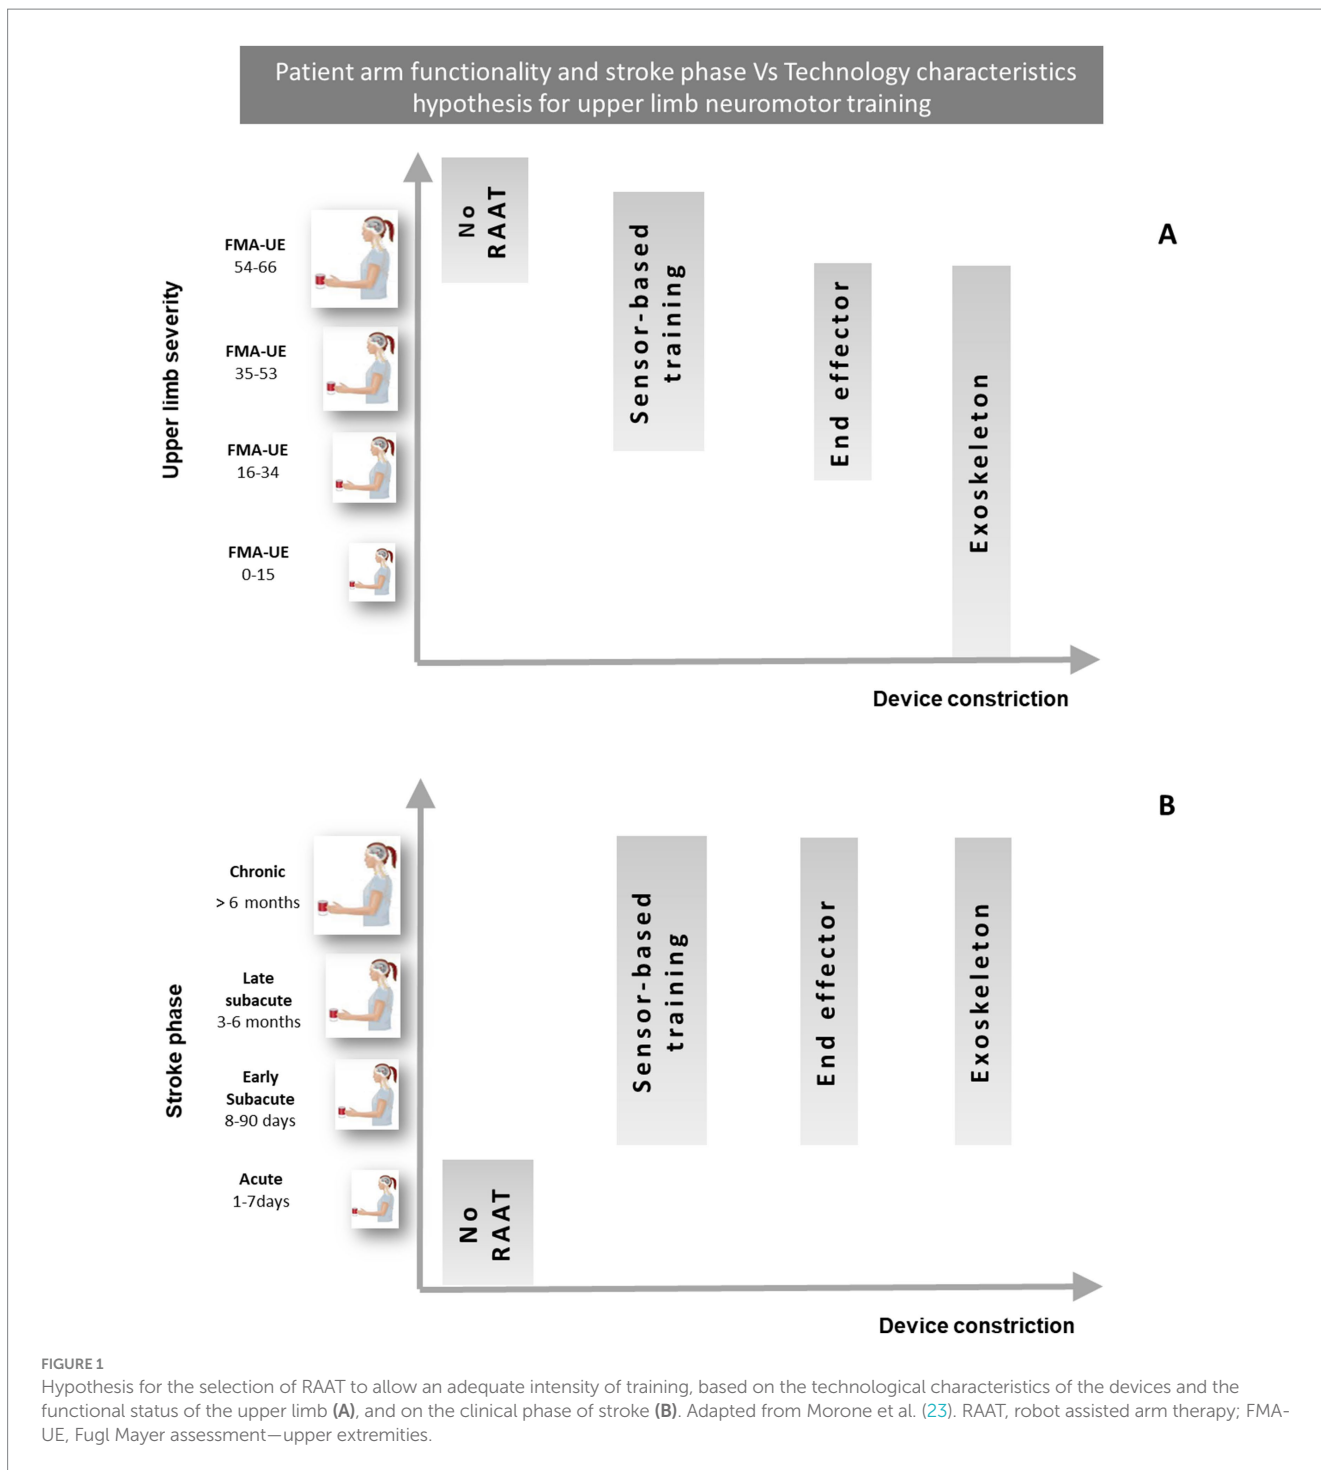 Patient arm functionality and stroke phase Vs Technology characteristics
hypothesis for upper limb neuromotor training
A
Upper limb severity
FMA-UE
54-66
FMA-UE
35-53
FMA-UE
16-34
FMA-UE
0-15
No
RAAT
Sensor-based
training
End effector
Exoskeleton
Device constriction
B
Stroke phase
Chronic
> 6 months
Late
subacute
3-6 months
Early
Subacute
8-90 days
Acute
1-7days
No
RAAT
Sensor-based
training
End effector
Exoskeleton
Device constriction
FIGURE 1
Hypothesis for the selection of RAAT to allow an adequate intensity of training, based on the technological characteristics of the devices and the
functional status of the upper limb (A), and on the clinical phase of stroke (B). Adapted from Morone et al. (23). RAAT, robot assisted arm therapy; FMA-
UE, Fugl Mayer assessment—upper extremities.